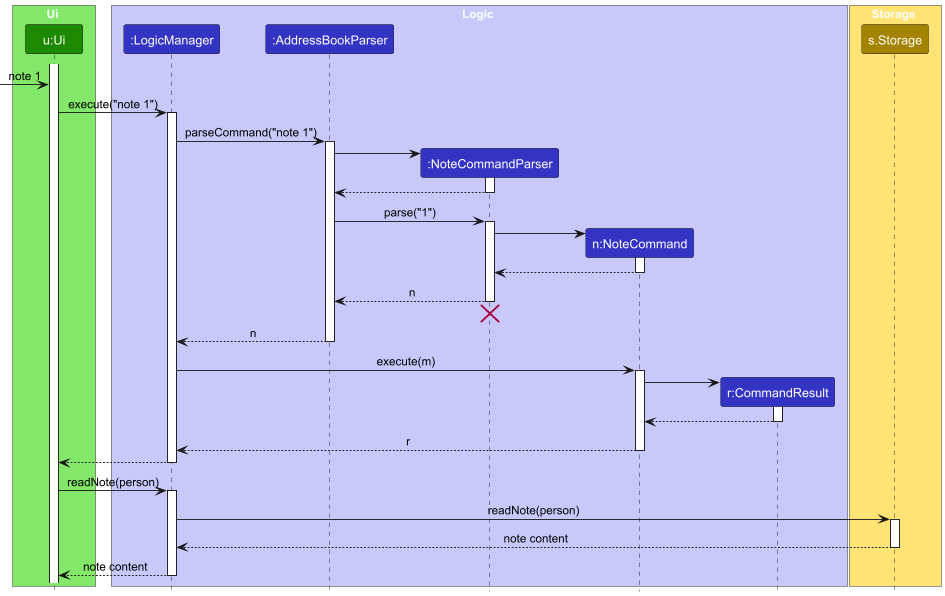 Ui
Logic
Storage
u:Ui
:LogicManager
:AddressBookParser
s.Storage
note 1
execute("note 1")
parseCommand("note 1")
:NoteCommandParser
parse("1")
n:NoteCommand
n
n
execute(m)
r:CommandResult
r
readNote(person)
readNote(person)
note content
note content